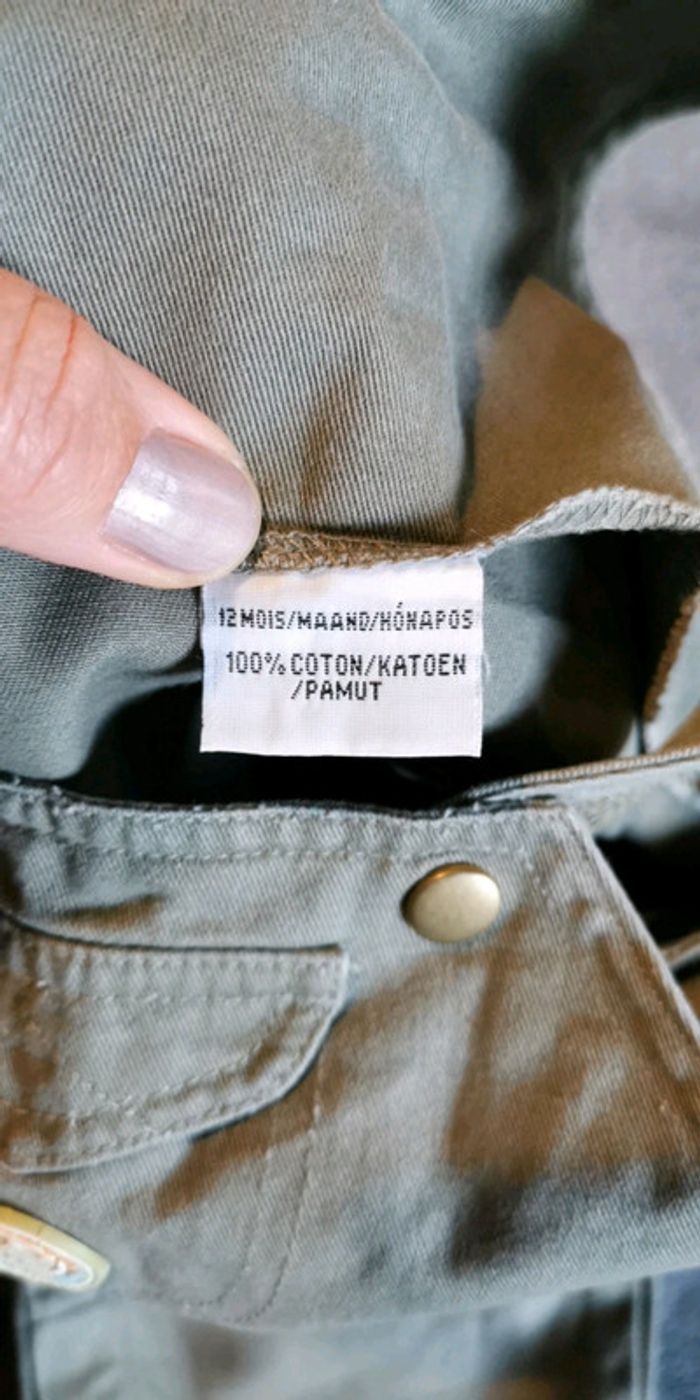 12 MOIS/MAAND/HÓNAPOS
100% COTON/KATOEN
/PAMUT